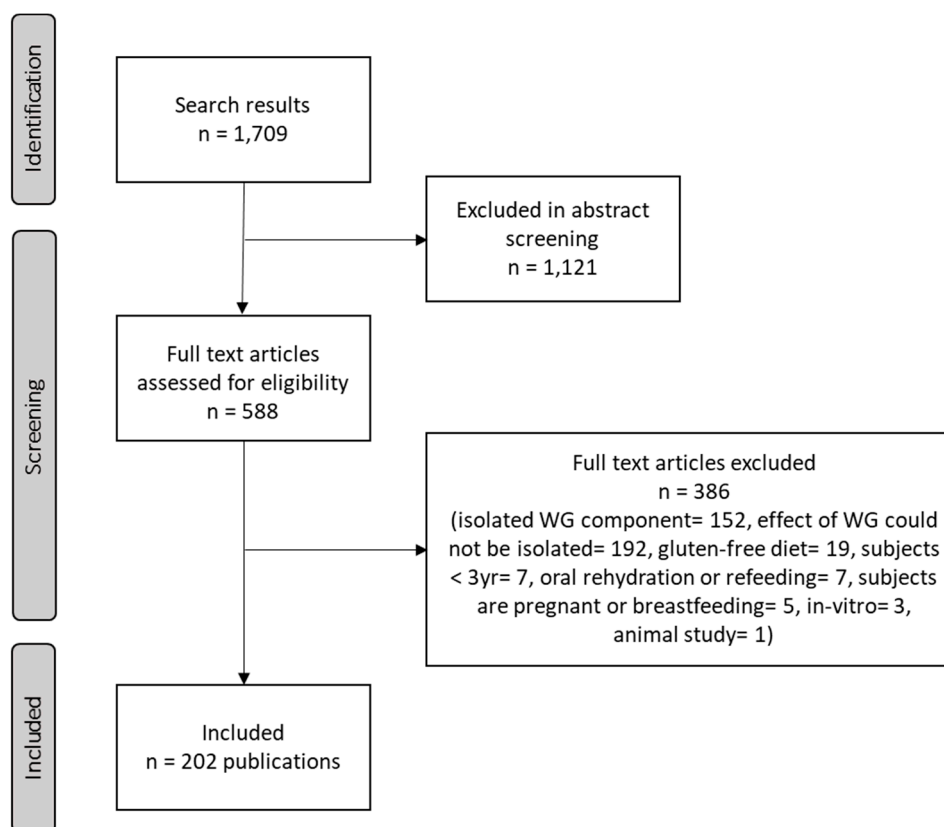 Identification
Search results
n = 1,709
Excluded in abstract
screening
n = 1,121
Screening
Full text articles
assessed for eligibility
n = 588
Full text articles excluded
n = 386
(isolated WG component= 152, effect of WG could
not be isolated= 192, gluten-free diet= 19, subjects
< 3yr= 7, oral rehydration or refeeding= 7, subjects
are pregnant or breastfeeding= 5, in-vitro= 3,
animal study= 1)
Included
Included
n = 202 publications